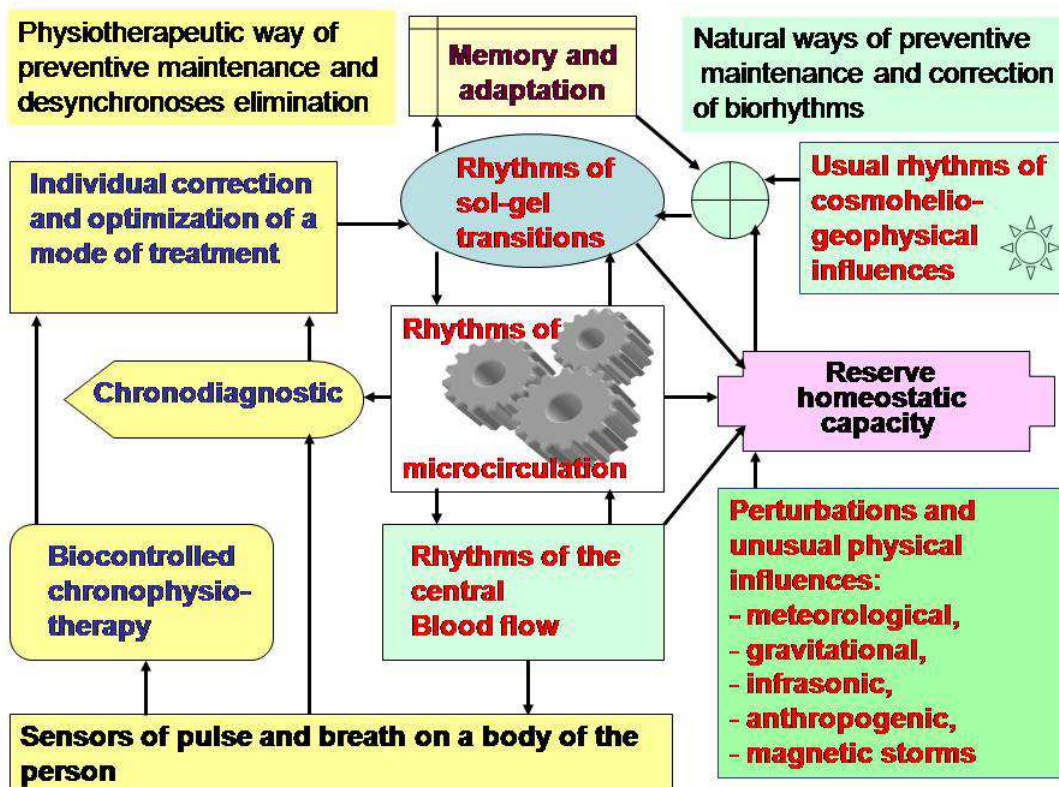 Physiotherapeutic way of
preventive maintenance and
desynchronoses elimination
Memory and
adaptation
Natural ways of preventive
maintenance and correction
of biorhythms
Individual correction
and optimization of a
mode of treatment
Rhythms of
sol-gel
transitions
Usual rhythms of
cosmohelio-
geophysical
influences
Chronodiagnostic
Rhythms of
microcirculation
Reserve
homeostatic
capacity
Biocontrolled
chronophysio-
therapy
Rhythms of the
central
Blood flow
Perturbations and
unusual physical
influences:
- meteorological,
- gravitational,
- infrasonic,
- anthropogenic,
- magnetic storms
Sensors of pulse and breath on a body of the
person